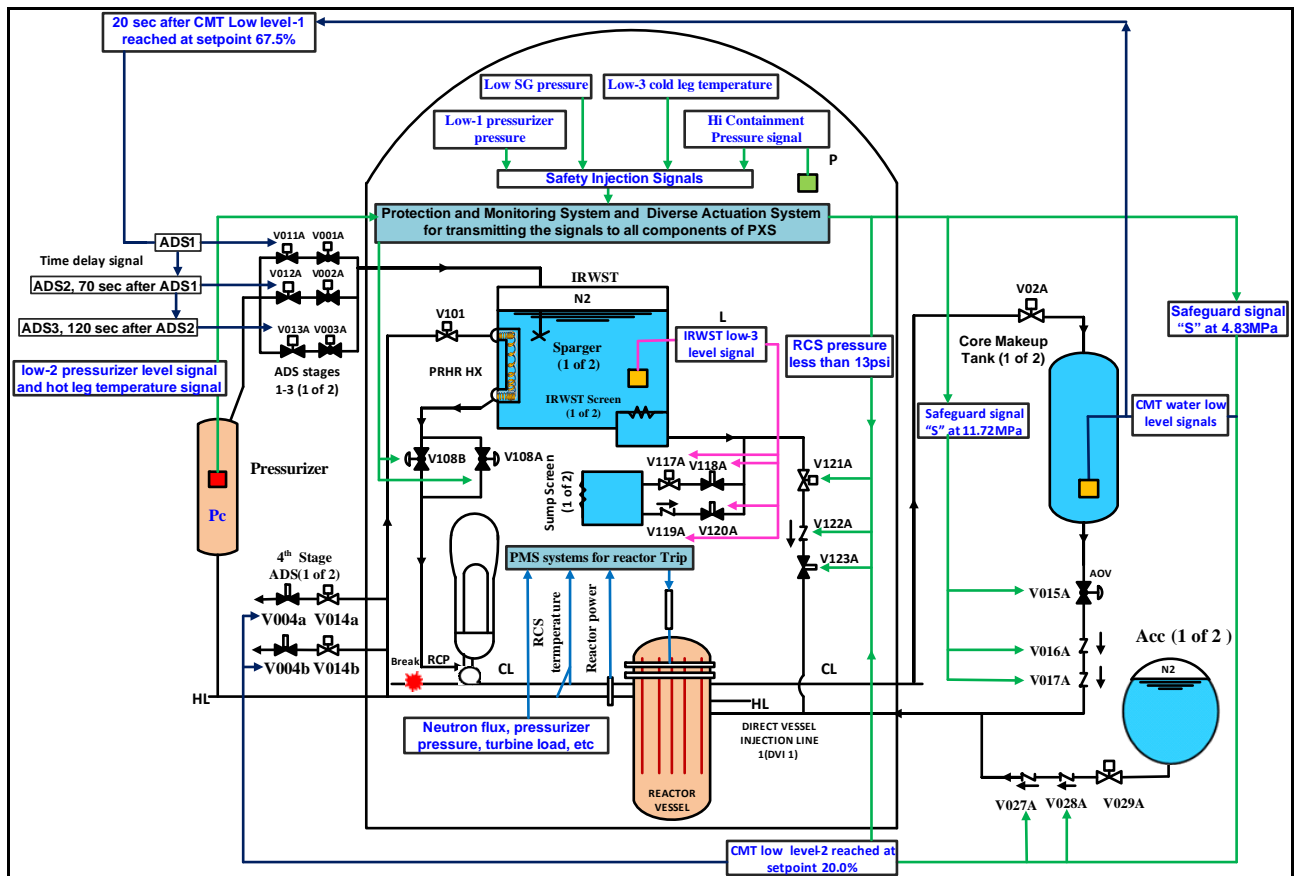 20 sec after CMT Low level-1
reached at setpoint 67.5%
Low SG pressure
Low-3 cold leg temperature
Low-1 pressurizer
pressure
Hi Containment
Pressure signal
P
Safety Injection Signals
Protection and Monitoring System and Diverse Actuation System
for transmitting the signals to all components of PXS
V011A
V001A
ADS1
Time delay signal
V012A
V002A
ADS2, 70 sec after ADS1
V013A
V003A
ADS3, 120 sec after ADS2
ADS stages
1-3 (1 of 2)
low-2 pressurizer level signal
and hot leg temperature signal
IRWST
N2
V101
L
Sparger
(1 of 2)
IRWST low-3
level signal
PRHR HX
IRWST Screen
(1 of 2)
RCS pressure
less than 13psi
V02A
Safeguard signal
“S” at 4.83MPa
Core Makeup
Tank (1 of 2)
Safeguard signal
“S” at 11.72MPa
CMT water low
level signals
Pressurizer
Pc
V108B
V108A
V117A
V118A
V121A
Sump Screen
(1 of 2)
V119A
V120A
V122A
V123A
4th Stage
ADS(1 of 2)
V004a
V014a
V004b
V014b
PMS systems for reactor Trip
RCS
termperature
Reactor power
AOV
V015A
V016A
V017A
Acc (1 of 2)
N2
Break
RCP
CL
CL
HL
HL
Neutron flux, pressurizer
pressure, turbine load, etc
DIRECT VESSEL
INJECTION LINE
1(DVI 1)
REACTOR
VESSEL
V027A
V028A
V029A
CMT low level-2 reached at
setpoint 20.0%